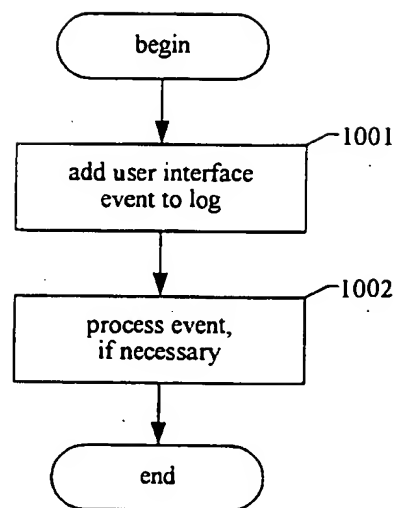 begin
1001
add user interface
event to log
1002
process event,
if necessary
end